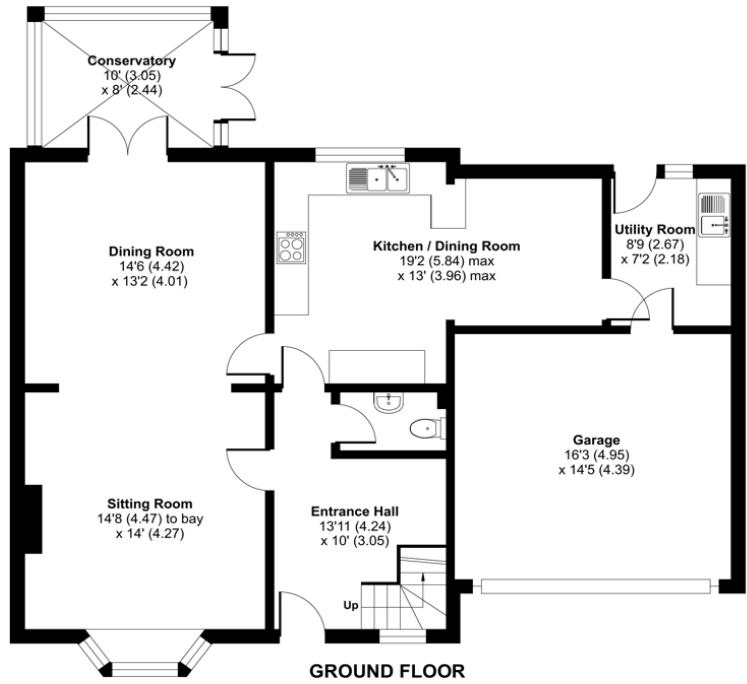 Conservatory
10' (3.05)
x 8' (2.44)
Dining Room
14'6 (4.42)
x 13'2 (4.01)
Kitchen / Dining Room
19'2 (5.84) max
x 13' (3.96) max
Utility Room
8'9 (2.67)
x 7'2 (2.18)
Garage
16'3 (4.95)
x 14'5 (4.39)
Sitting Room
14'8 (4.47) to bay
x 14' (4.27)
Entrance Hall
13'11 (4.24)
x 10' (3.05)
Up
GROUND FLOOR